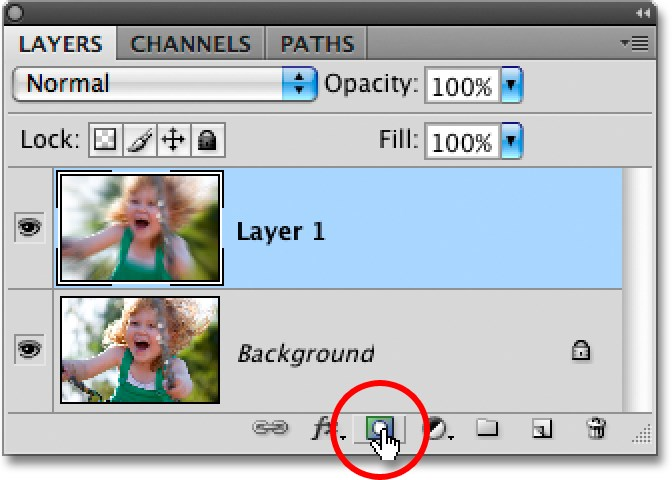 LAYERS CHANNELS PATHS
Normal Opacity: 100%
Lock: Fill: 100%
Layer 1
Background
fx